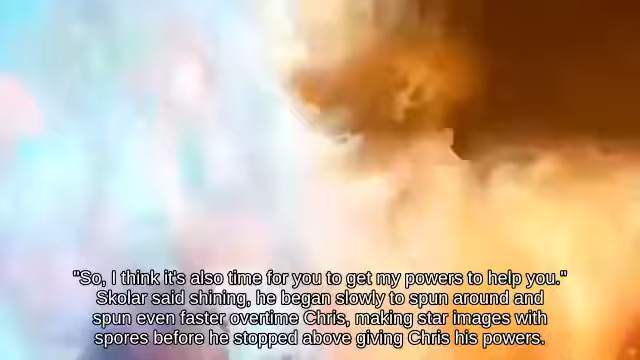 "So, I think it's also time for you to get my powers to help you."
Skolar said shining, he began slowly to spun around and
spun even faster overtime Chris, making star images with
spores before he stopped above giving Chris his powers.